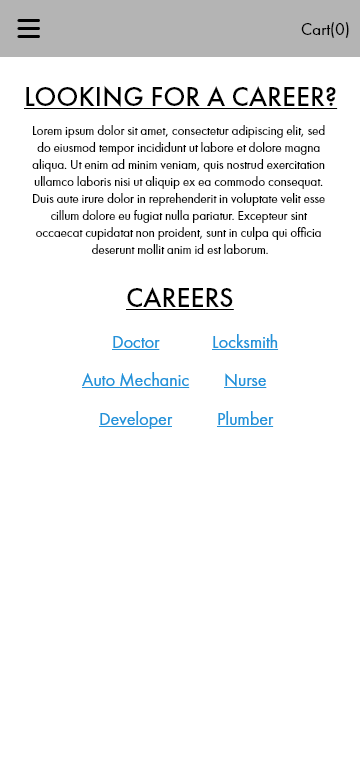 Cart(0)
LOOKING FOR A CAREER?
Lorem ipsum dolor sit amet, consectetur adipiscing elit, sed
do eiusmod tempor incididunt ut labore et dolore magna
aliqua. Ut enim ad minim veniam, quis nostrud exercitation
ullamco laboris nisi ut aliquip ex ea commodo consequat.
Duis aute irure dolor in reprehenderit in voluptate velit esse
cillum dolore eu fugiat nulla pariatur. Excepteur sint
occaecat cupidatat non proident, sunt in culpa qui officia
deserunt mollit anim id est laborum.
CAREERS
Doctor Locksmith
Auto Mechanic Nurse
Developer Plumber